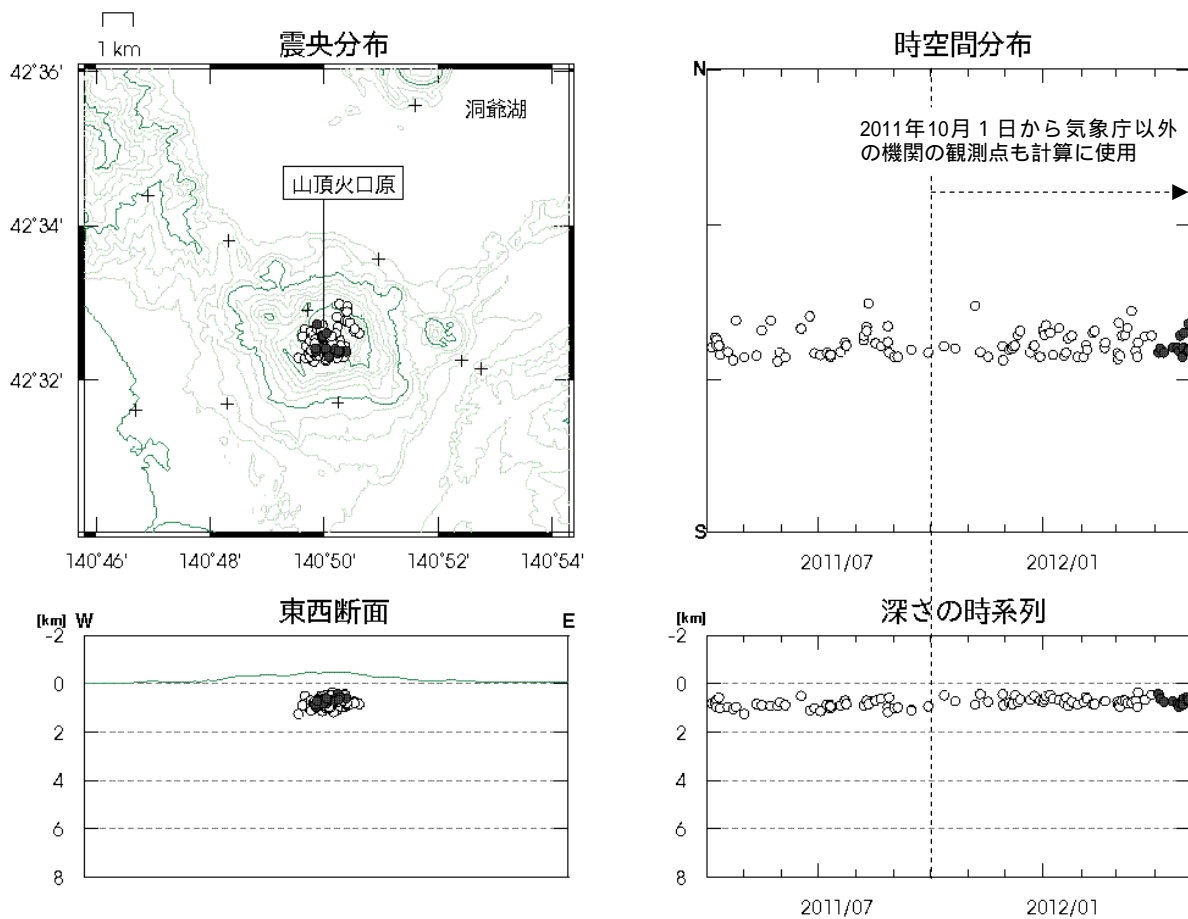 1 km
震央分布
42°36'
42°34'
42°32'
洞爺湖
山頂火口原
140°46'
140°48'
140°50'
140°52'
140°54'
時空間分布
N
2011年10月１日から気象庁以外
の機関の観測点も計算に使用
S
2011/07
2012/01
東西断面
[km]
W
E
-2
0
2
4
6
8
深さの時系列
[km]
-2
0
2
4
6
8
2011/07
2012/01